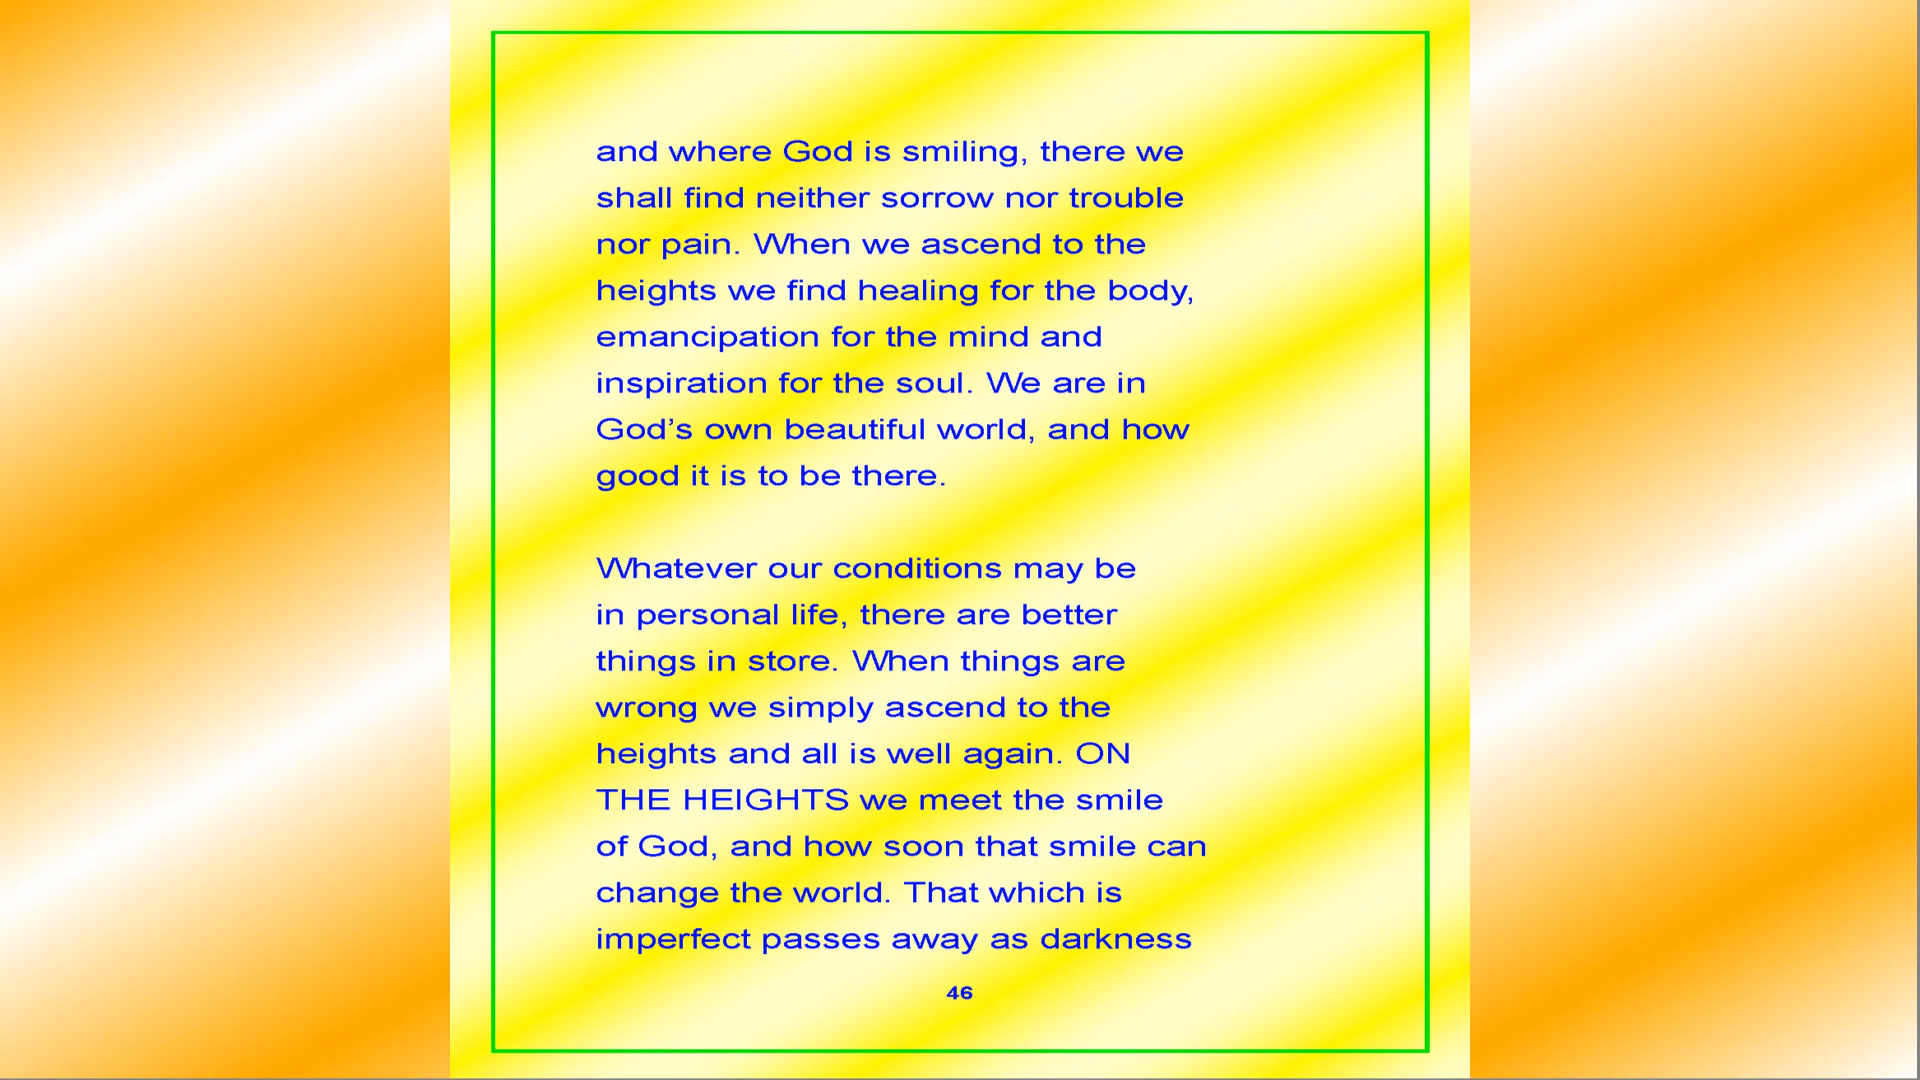 and where God is smiling, there we
shall find neither sorrow nor trouble
nor pain. When we ascend to the
heights we find healing for the body,
emancipation for the mind and
inspiration for the soul. We are in
God’s own beautiful world, and how
good it is to be there.
Whatever our conditions may be
in personal life, there are better
things in store. When things are
wrong we simply ascend to the
heights and all is well again. ON
THE HEIGHTS we meet the smile
of God, and how soon that smile can
change the world. That which is
imperfect passes away as darkness
46